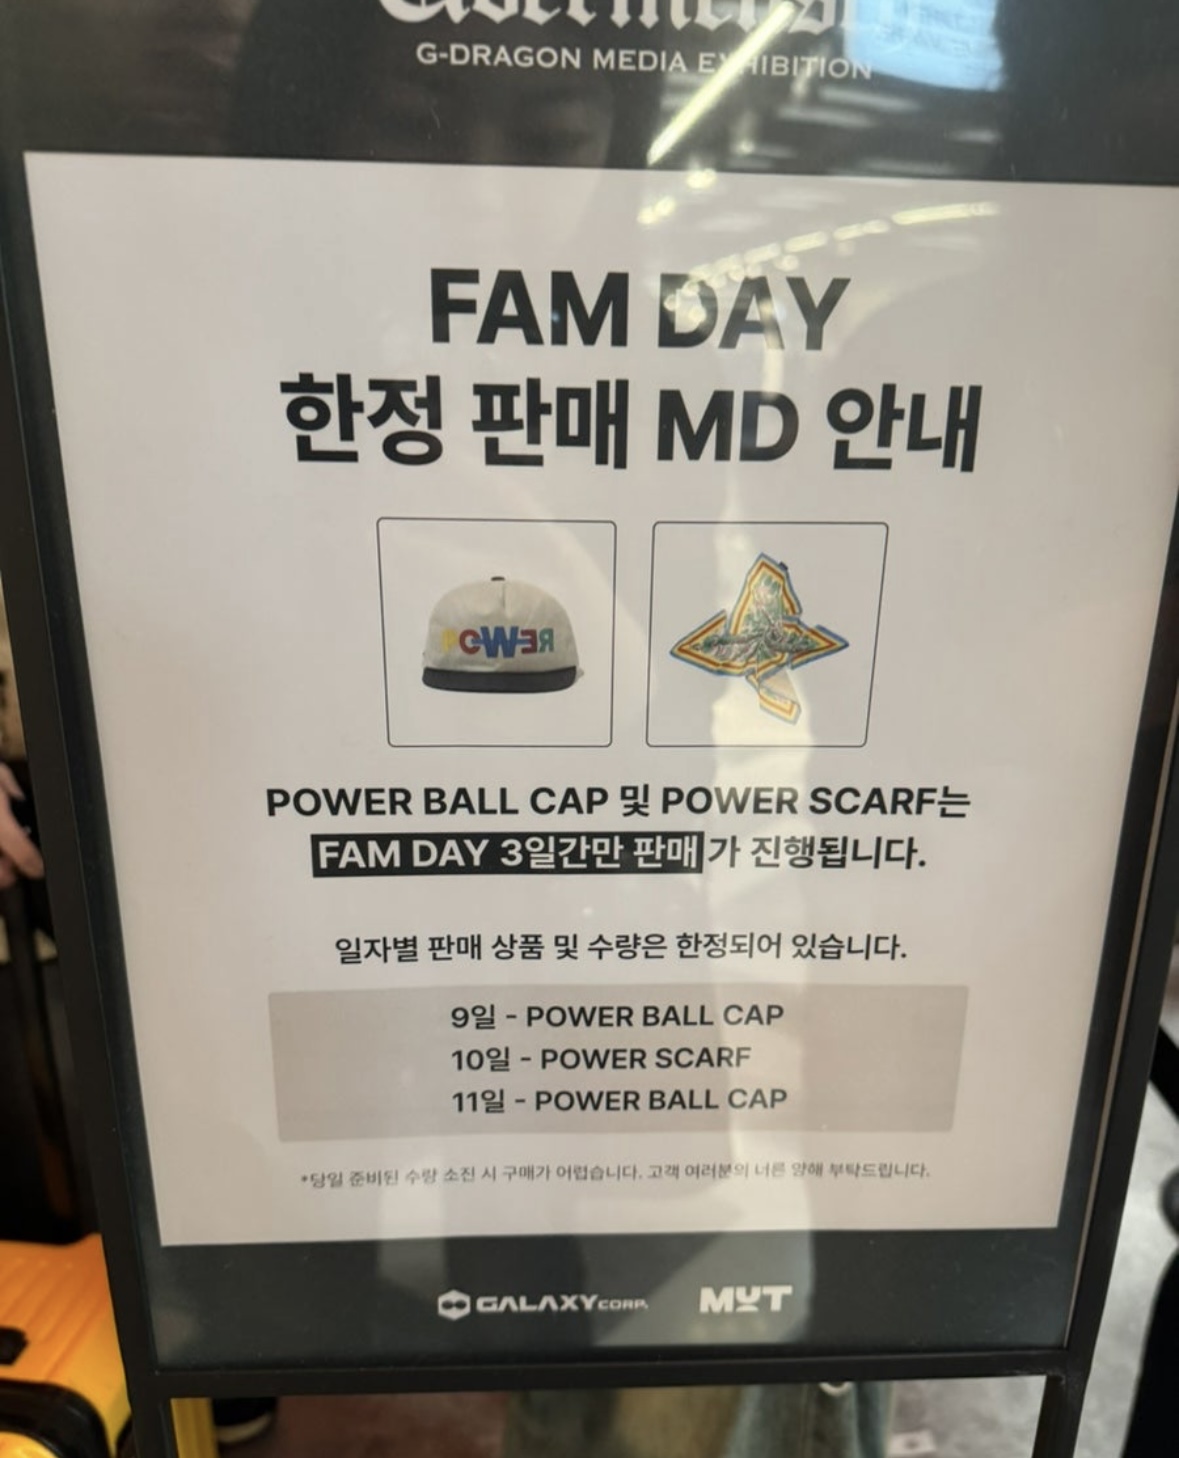 Übermensch
G-DRAGON MEDIA EXHIBITION
FAM DAY
한정 판매 MD 안내
POWER
POWER BALL CAP 및 POWER SCARF는
FAM DAY 3일간만 판매가 진행됩니다.
일자별 판매 상품 및 수량은 한정되어 있습니다.
9일 - POWER BALL CAP
10일 - POWER SCARF
11일 - POWER BALL CAP
*당일 준비된 수량 소진 시 구매가 어렵습니다. 고객 여러분의 너른 양해 부탁드립니다.
GALAXY CORP.
MYT